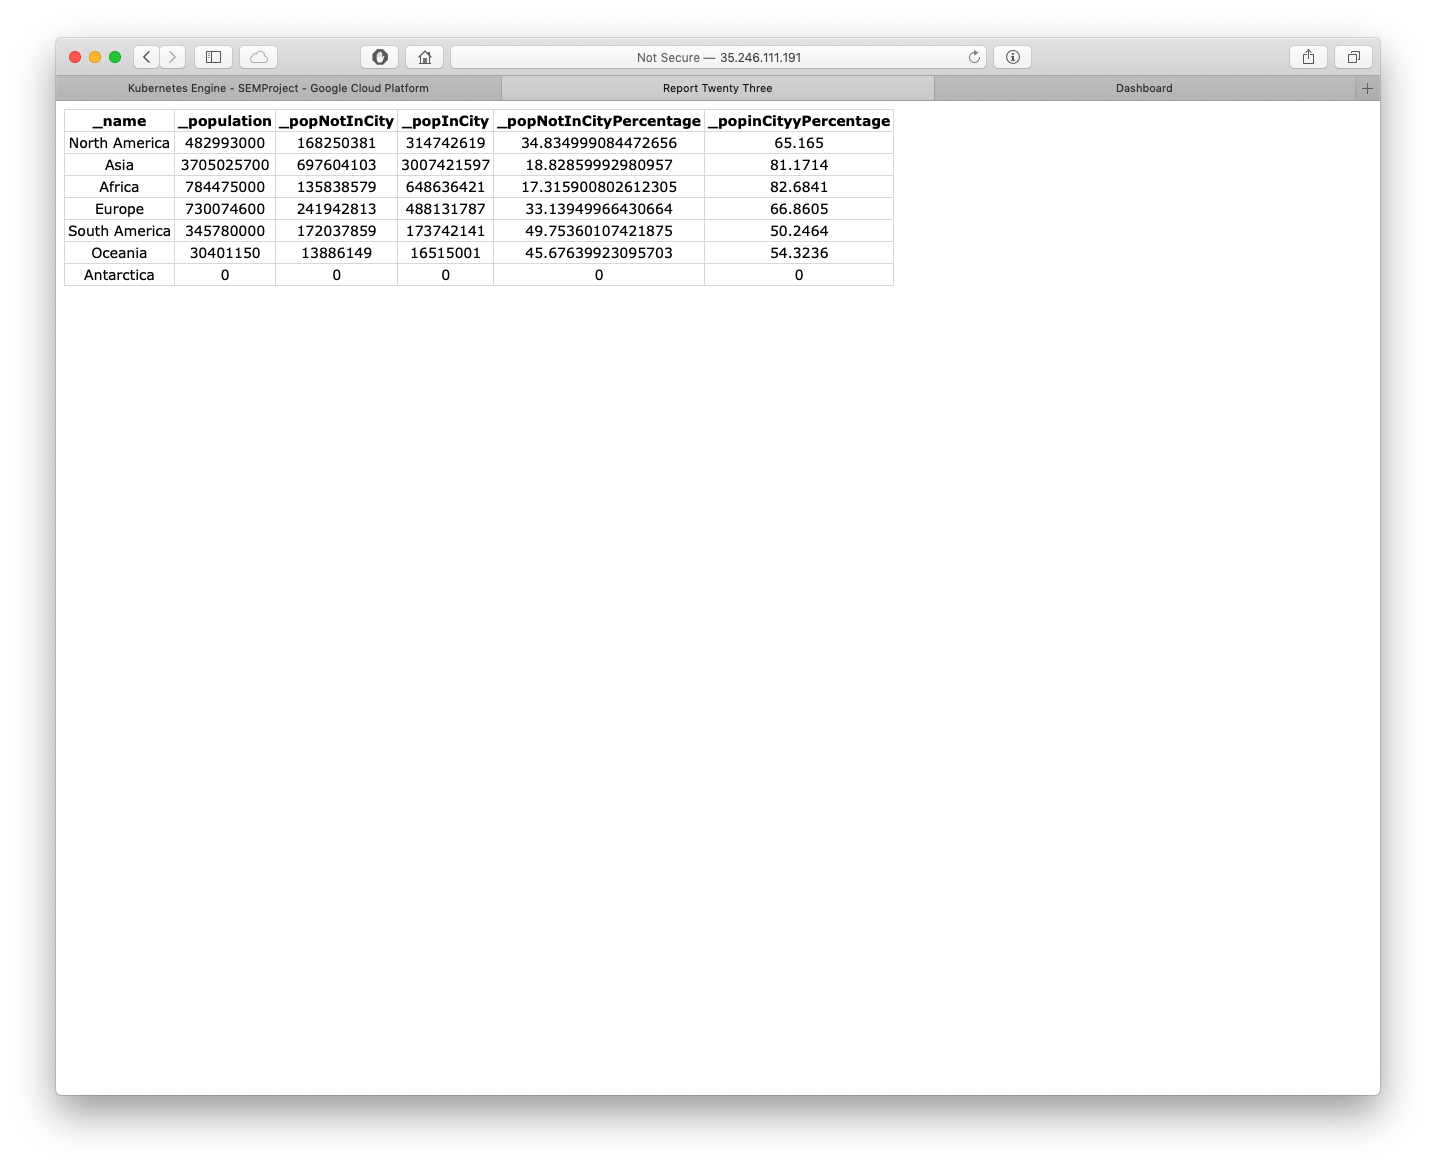 Not Secure — 35.246.111.191
Kubernetes Engine - SEMProject - Google Cloud Platform Report Twenty Three Dashboard
_name _population _popNotInCity _popInCity _popNotInCityPercentage _popinCityyPercentage
North America 482993000 168250381 314742619 34.834999084472656 65.165
Asia 3705025700 697604103 3007421597 18.82859992980957 81.1714
Africa 784475000 135838579 648636421 17.315900802612305 82.6841
Europe 730074600 241942813 488131787 33.13949966430664 66.8605
South America 345780000 172037859 173742141 49.75360107421875 50.2464
Oceania 30401150 13886149 16515001 45.67639923095703 54.3236
Antarctica 0 0 0 0 0